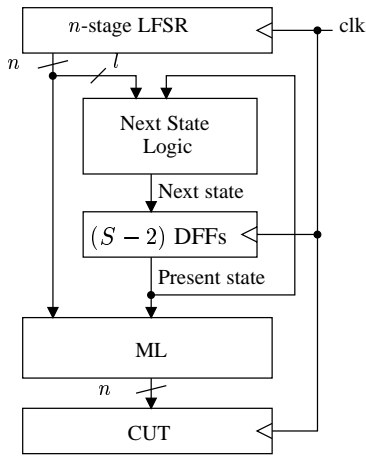 n-stage LFSR
clk
n
l
Next State
Logic
Next state
(S − 2) DFFs
Present state
ML
n
CUT